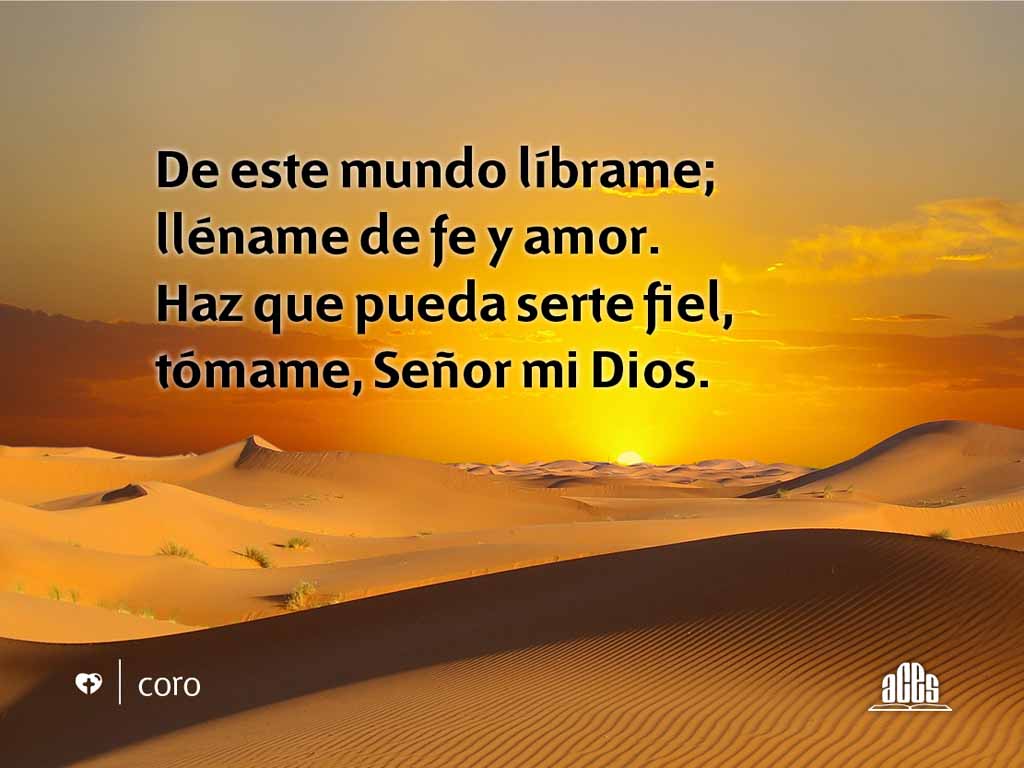 De este mundo líbrame;
lléname de fe y amor.
Haz que pueda serte fiel,
tómame, Señor mi Dios.
coro
aces